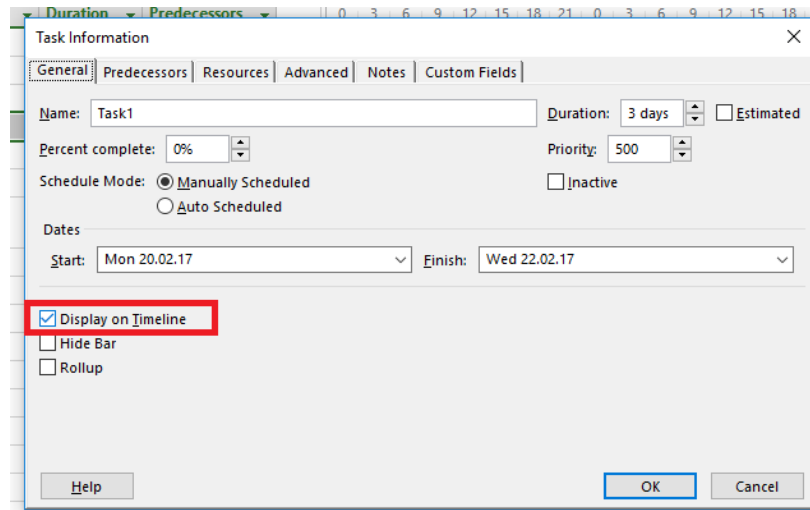 Duration Predecessors 0 3 6 9 12 15 18 21 0 3 6 9 12 15 18
Task Information
General Predecessors Resources Advanced Notes Custom Fields
Name: Task1 Duration: 3 days Estimated
Percent complete: 0% Priority: 500
Schedule Mode: Manually Scheduled Inactive
Auto Scheduled
Dates
Start: Mon 20.02.17 Finish: Wed 22.02.17
Display on Timeline
Hide Bar
Rollup
Help OK Cancel